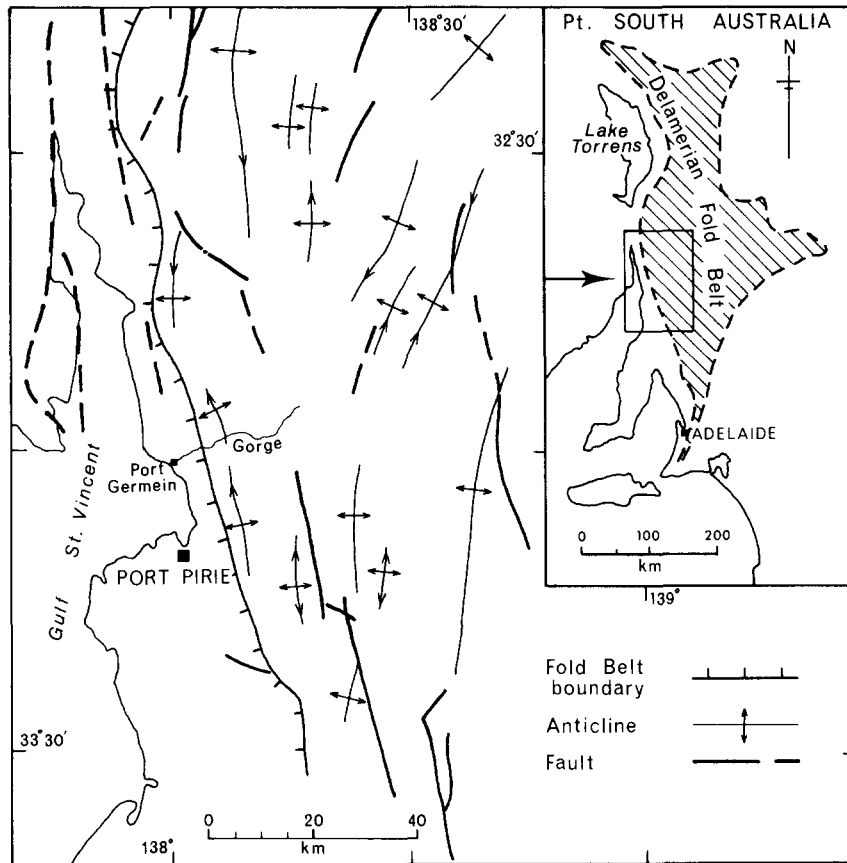 138°30'
Pt. SOUTH AUSTRALIA
N
Delamerian Fold Belt
Lake
Torrens
32°30'
Gorge
Port
Germein
Gulf St. Vincent
PORT PIRIE
ADELAIDE
0 100 200
km
139°
Fold Belt
boundary
Anticline
Fault
33°30'
0 20 40
km
138°